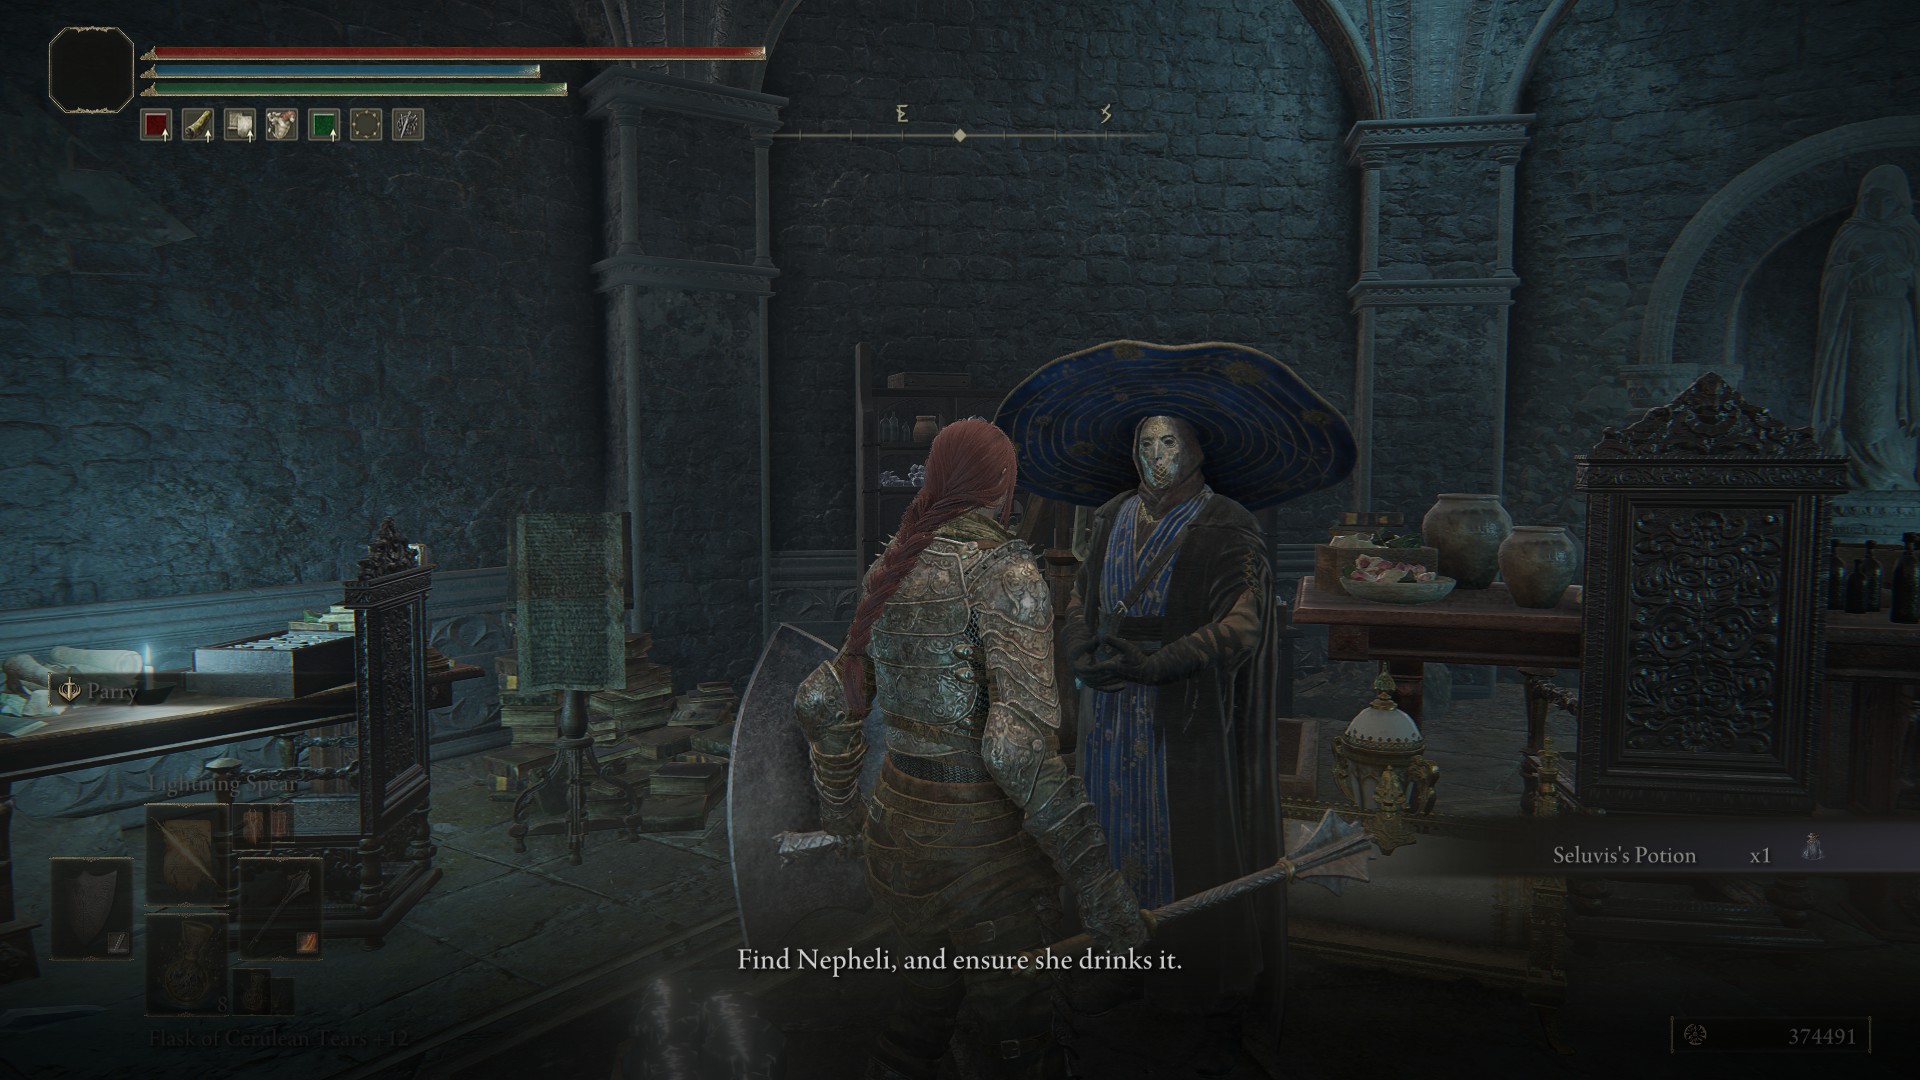 E
S
Parry
Lightning Spear
Seluvis's Potion x1
Find Nepheli, and ensure she drinks it.
8
Flask of Cerulean Tears +12
374491